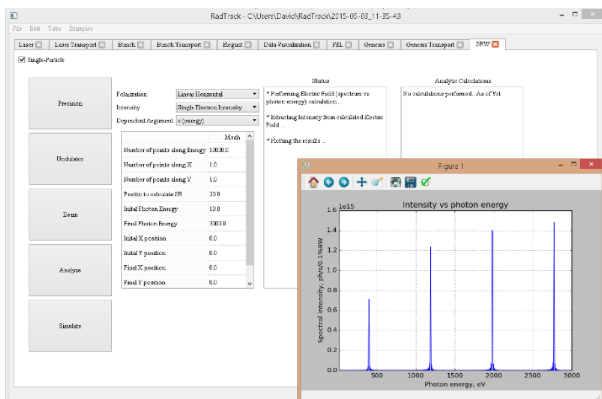 RadTrack - C:\Users\David\RadTrack\2015-05-03_11-35-43
File Edit Tabs Examples
Laser Laser Transport Bunch Bunch Transport Elegant Data Visualization FEL Genesis Genesis Transport SRW
Single-Particle
Status
Analytic Calculations
Precision
Undulator
Beam
Analyze
Simulate
Polarization Linear Horizontal
Intensity Single Electron Intensity
Dependent Argument e (energy)
Mesh
Number of points along Energy 10000.0
Number of points along X 1.0
Number of points along Y 1.0
Position to calculate SR 20.0
Initial Photon Energy 10.0
Final Photon Energy 3000.0
Initial X position 0.0
Initial Y position 0.0
Final X position 0.0
Final Y position 0.0
* Performing Electric Field (spectrum vs
photon energy) calculation ...
* Extracting Intensity from calculated Electric
Field ...
* Plotting the results ...
No calculations performed. As of Yet
Figure 1
1e15
Intensity vs photon energy
Spectral intensity, ph/s/0.1%BW
1.6
1.4
1.2
1.0
0.8
0.6
0.4
0.2
0.0
500 1000 1500 2000 2500 3000
Photon energy, eV